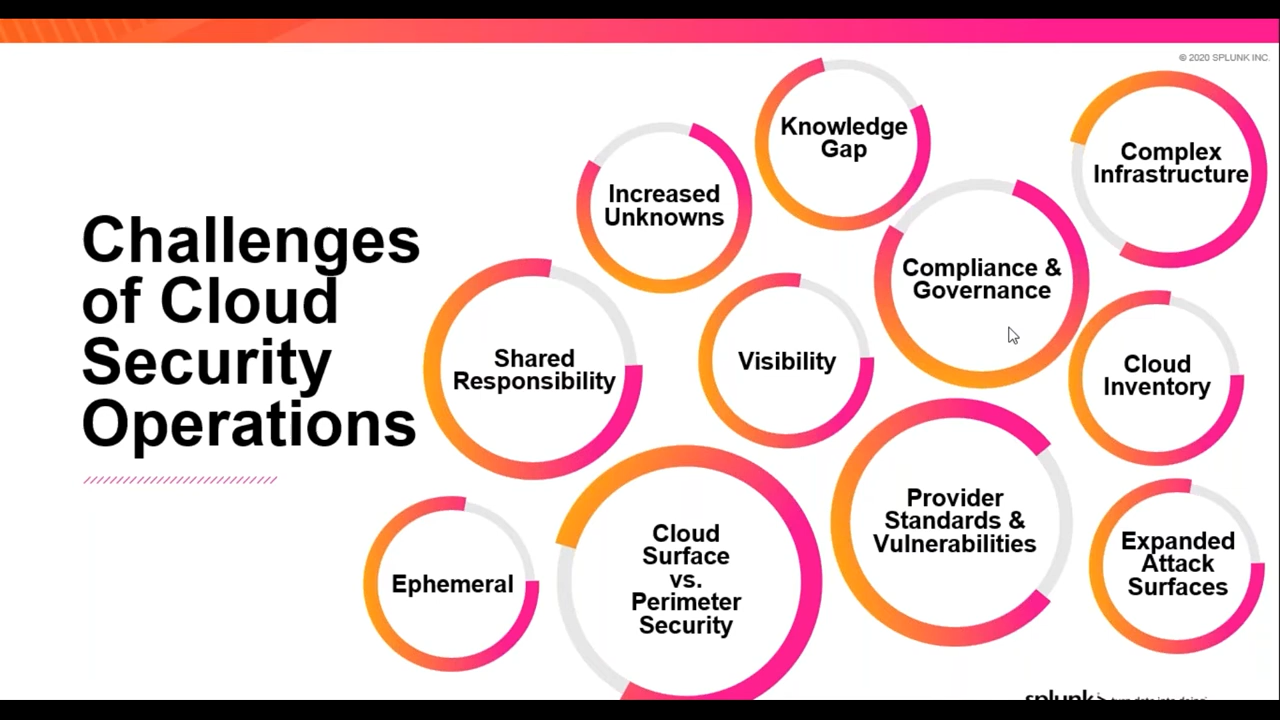 © 2020 SPLUNK INC.
Challenges
of Cloud
Security
Operations
Knowledge
Gap
Complex
Infrastructure
Increased
Unknowns
Compliance &
Governance
Shared
Responsibility
Visibility
Cloud
Inventory
Provider
Standards &
Vulnerabilities
Cloud
Surface
vs.
Perimeter
Security
Ephemeral
Expanded
Attack
Surfaces
splunk>